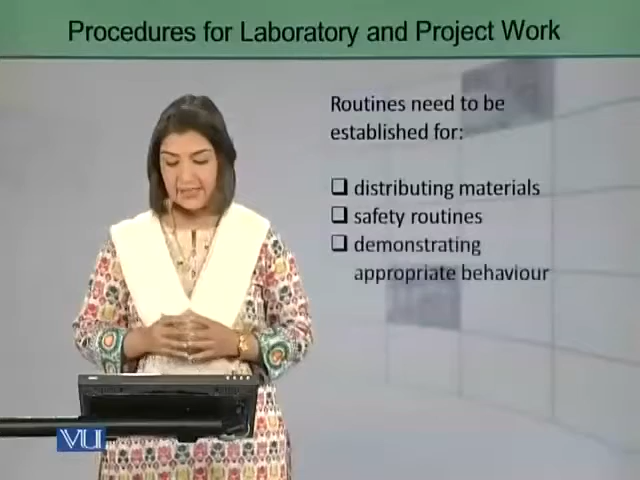 Procedures for Laboratory and Project Work
Routines need to be
established for:
❑ distributing materials
❑ safety routines
❑ demonstrating
appropriate behaviour
VU